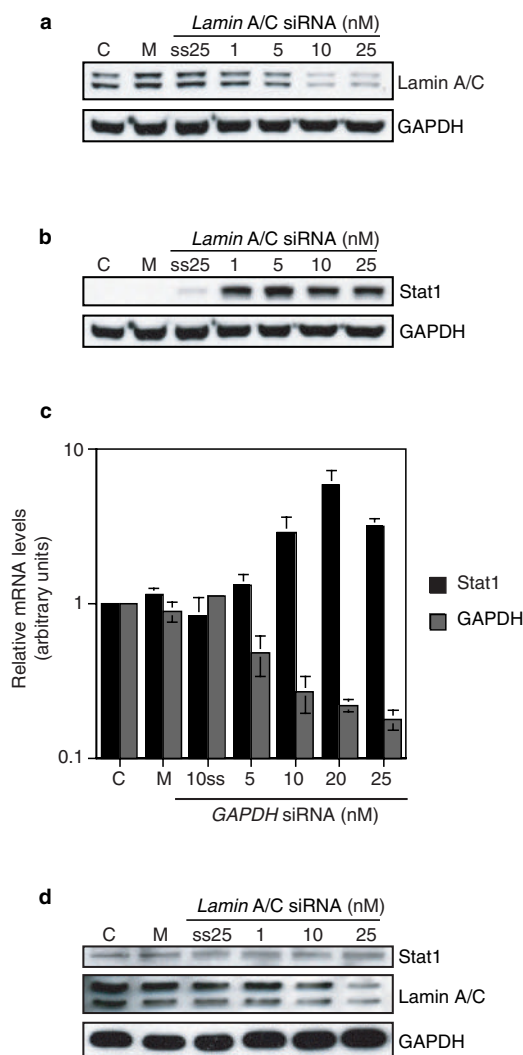 a
Lamin A/C siRNA (nM)
C M ss25 1 5 10 25
Lamin A/C
GAPDH
b
Lamin A/C siRNA (nM)
C M ss25 1 5 10 25
Stat1
GAPDH
c
10
1
0.1
Relative mRNA levels
(arbitrary units)
Stat1
GAPDH
C M 10ss 5 10 20 25
GAPDH siRNA (nM)
d
Lamin A/C siRNA (nM)
C M ss25 1 10 25
Stat1
Lamin A/C
GAPDH